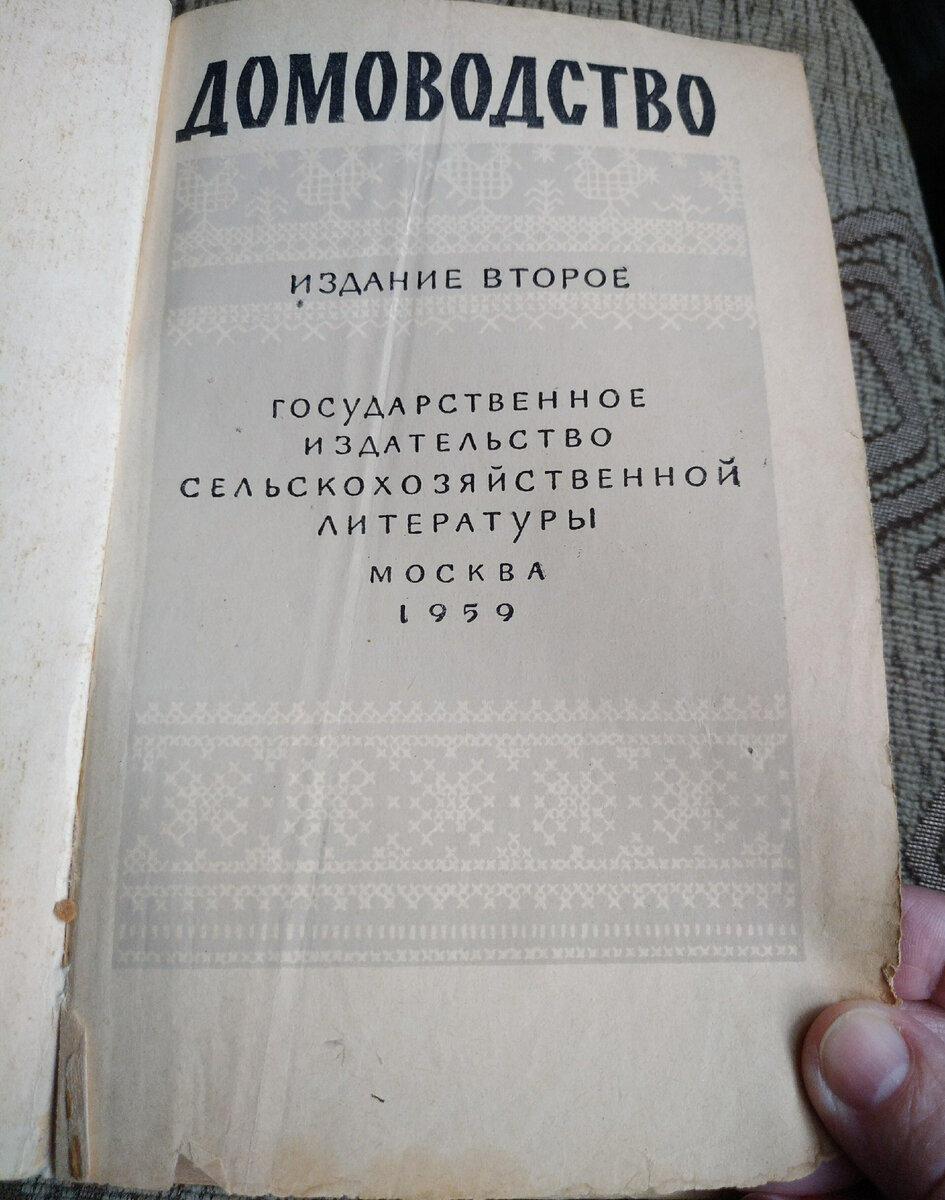 ДОМОВОДСТВО
ИЗДАНИЕ ВТОРОЕ
ГОСУДАРСТВЕННОЕ
ИЗДАТЕЛЬСТВО
СЕЛЬСКОХОЗЯЙСТВЕННОЙ
ЛИТЕРАТУРЫ
МОСКВА
1959